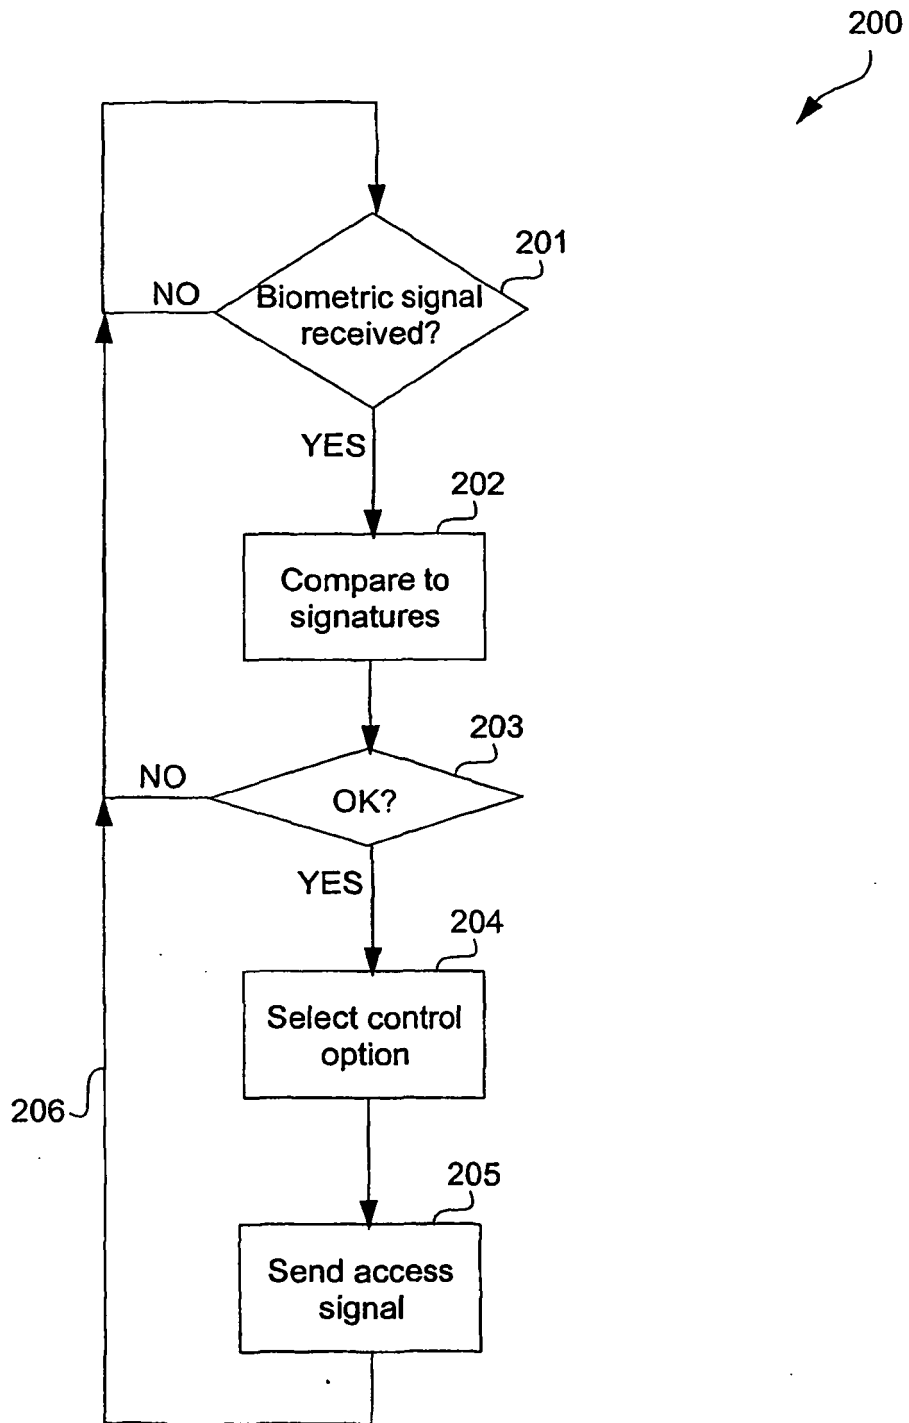 200
201
NO
Biometric signal
received?
YES
202
Compare to
signatures
203
NO
OK?
YES
204
Select control
option
206
205
Send access
signal